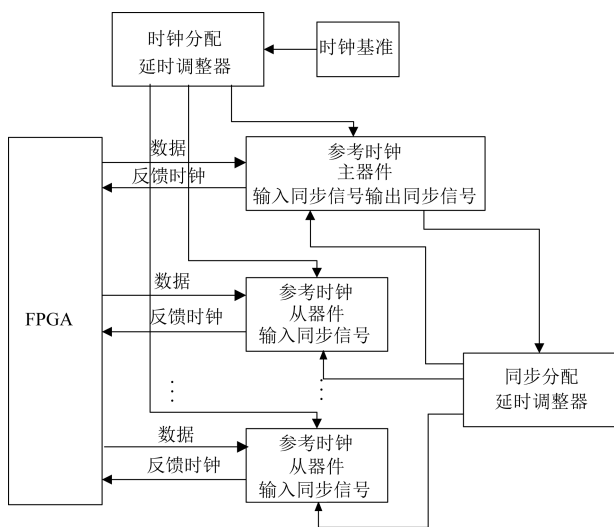 时钟分配
延时调整器
时钟基准
数据
反馈时钟
参考时钟
主器件
输入同步信号输出同步信号
FPGA
数据
反馈时钟
参考时钟
从器件
输入同步信号
同步分配
延时调整器
数据
反馈时钟
参考时钟
从器件
输入同步信号